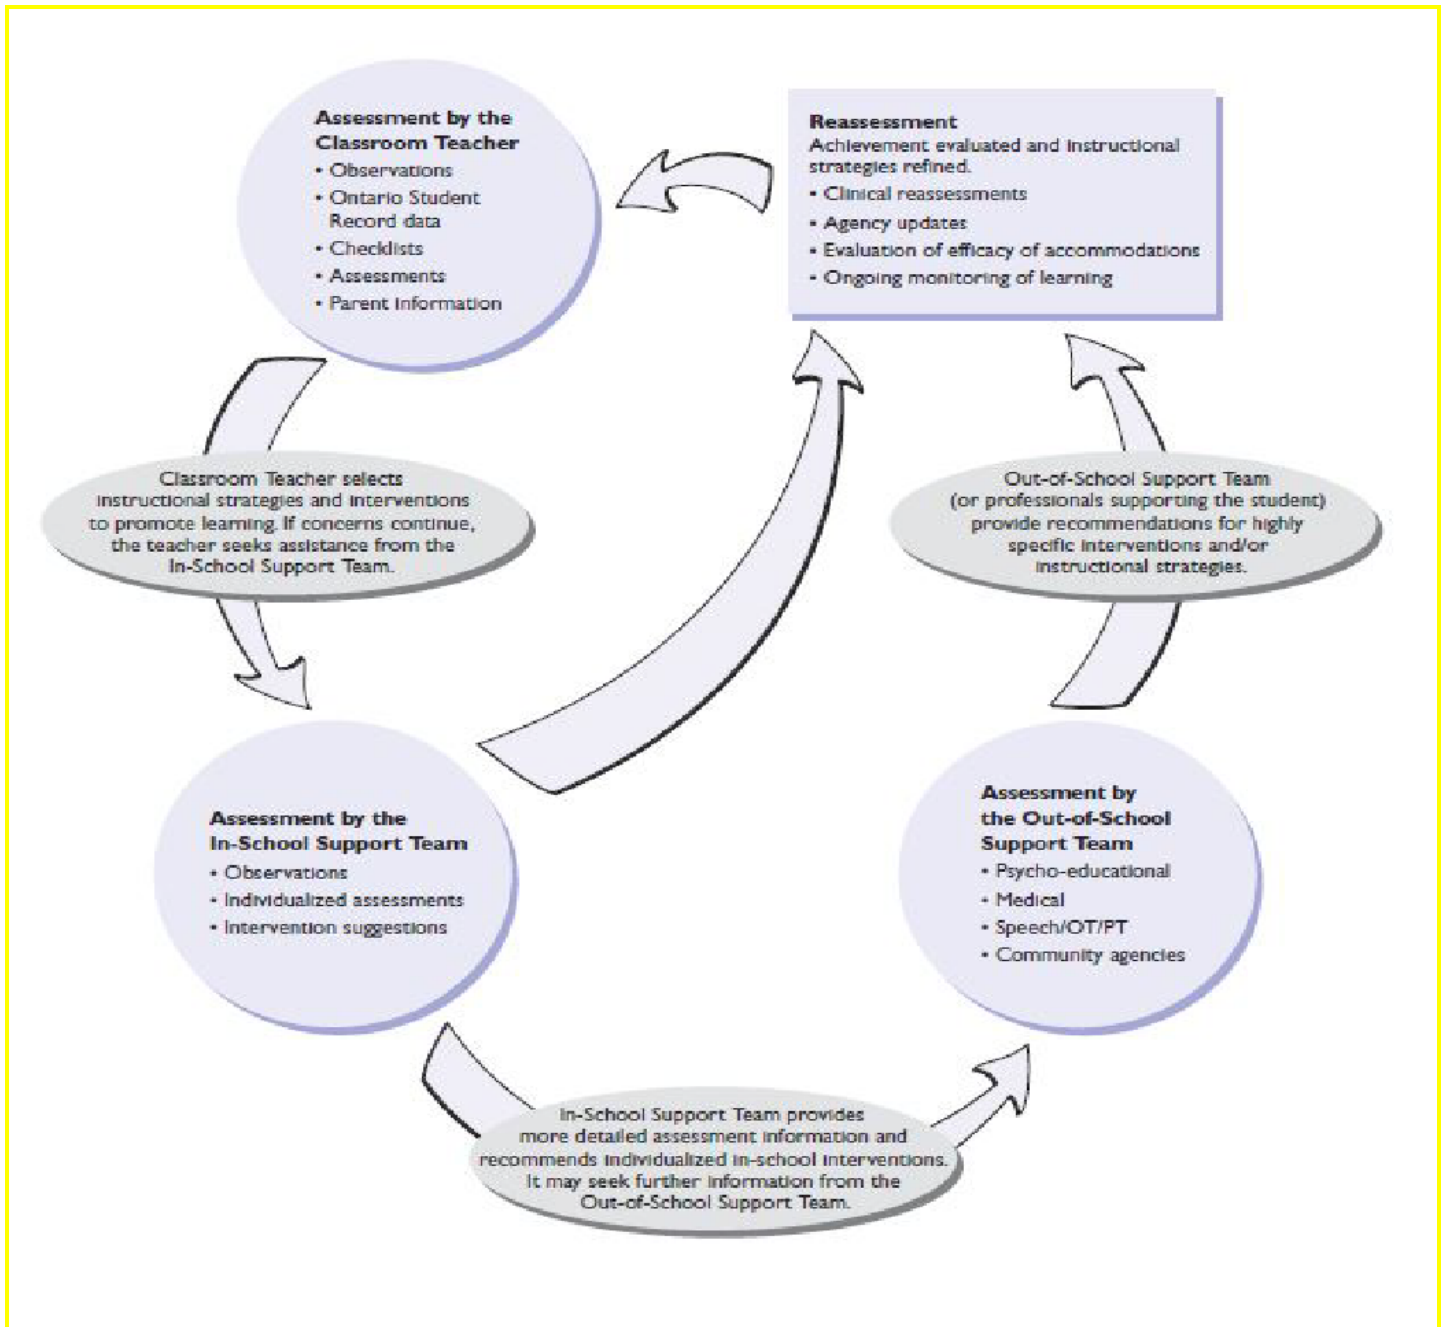 Assessment by the
Classroom Teacher
• Observations
• Ontario Student
Record data
• Checklists
• Assessments
• Parent information
Reassessment
Achievement evaluated and instructional
strategies refined.
• Clinical reassessments
• Agency updates
• Evaluation of efficacy of accommodations
• Ongoing monitoring of learning
Classroom Teacher selects
instructional strategies and interventions
to promote learning. If concerns continue,
the teacher seeks assistance from the
In-School Support Team.
Out-of-School Support Team
(or professionals supporting the student)
provide recommendations for highly
specific interventions and/or
instructional strategies.
Assessment by the
In-School Support Team
• Observations
• Individualized assessments
• Intervention suggestions
Assessment by
the Out-of-School
Support Team
• Psycho-educational
• Medical
• Speech/OT/PT
• Community agencies
In-School Support Team provides
more detailed assessment information and
recommends individualized in-school interventions.
It may seek further information from the
Out-of-School Support Team.